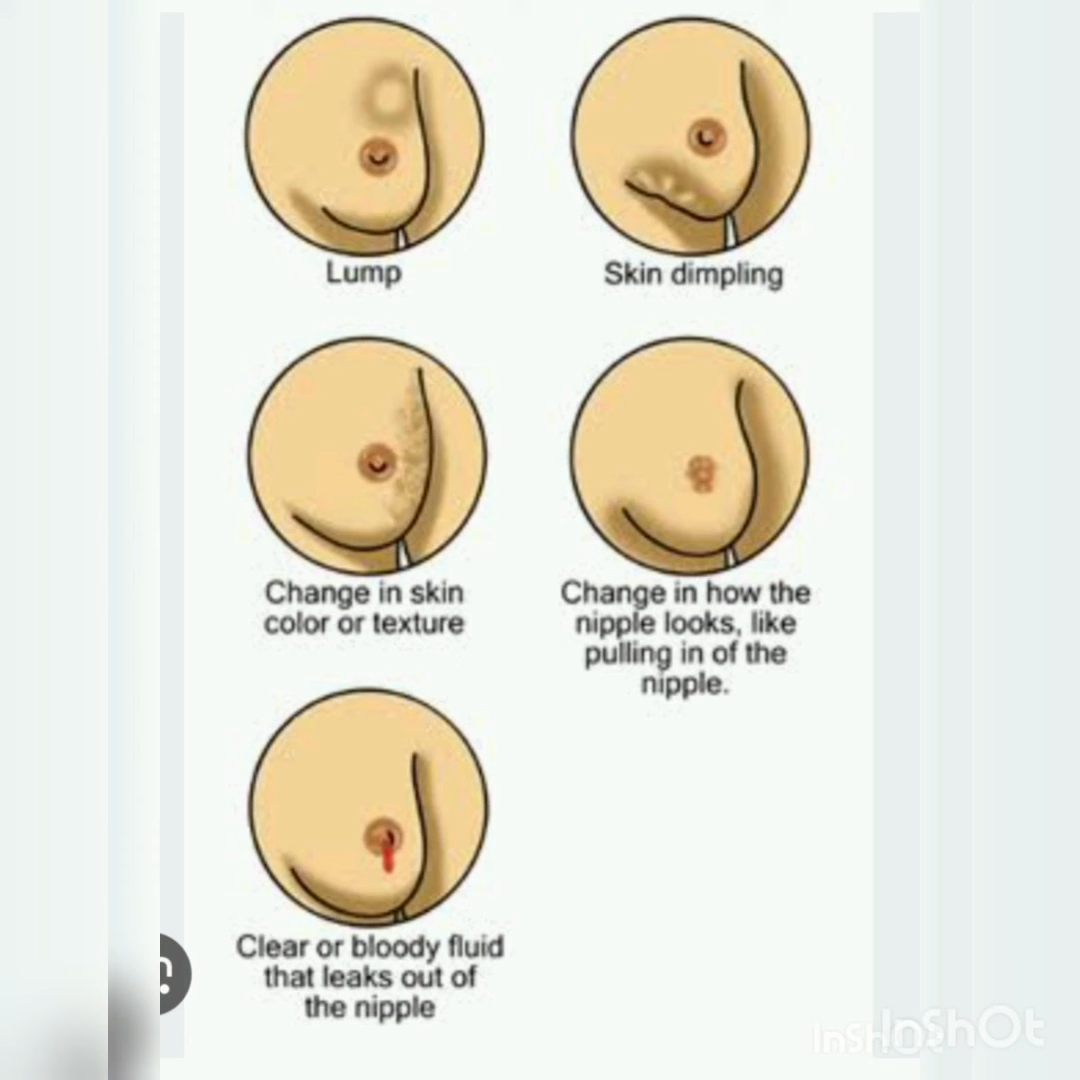 Lump
Skin dimpling
Change in skin
color or texture
Change in how the
nipple looks, like
pulling in of the
nipple.
Clear or bloody fluid
that leaks out of
the nipple
InShOt
InShOt